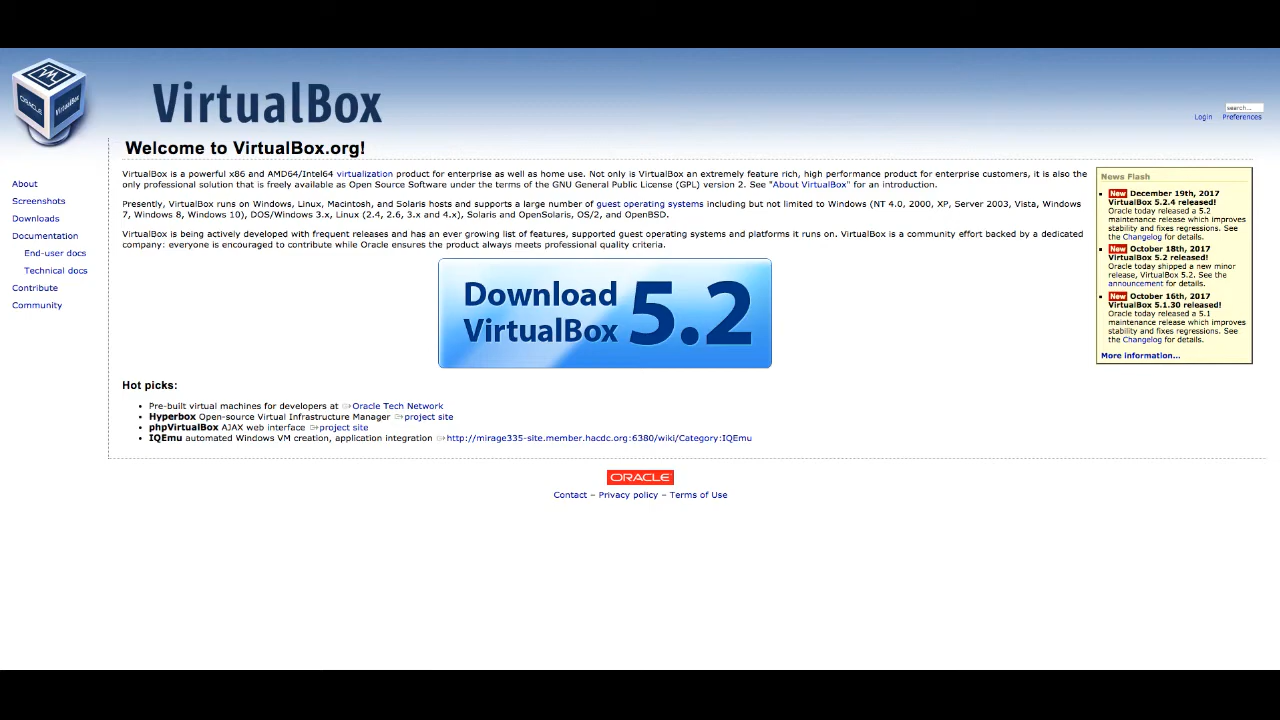 ORACLE
VirtualBox
VirtualBox
search...
Login
Preferences
Welcome to VirtualBox.org!
About
Screenshots
Downloads
Documentation
End-user docs
Technical docs
Contribute
Community
VirtualBox is a powerful x86 and AMD64/Intel64 virtualization product for enterprise as well as home use. Not only is VirtualBox an extremely feature rich, high performance product for enterprise customers, it is also the
only professional solution that is freely available as Open Source Software under the terms of the GNU General Public License (GPL) version 2. See "About VirtualBox" for an introduction.
Presently, VirtualBox runs on Windows, Linux, Macintosh, and Solaris hosts and supports a large number of guest operating systems including but not limited to Windows (NT 4.0, 2000, XP, Server 2003, Vista, Windows
7, Windows 8, Windows 10), DOS/Windows 3.x, Linux (2.4, 2.6, 3.x and 4.x), Solaris and OpenSolaris, OS/2, and OpenBSD.
VirtualBox is being actively developed with frequent releases and has an ever growing list of features, supported guest operating systems and platforms it runs on. VirtualBox is a community effort backed by a dedicated
company: everyone is encouraged to contribute while Oracle ensures the product always meets professional quality criteria.
Download
VirtualBox
5.2
Hot picks:
Pre-built virtual machines for developers at Oracle Tech Network
Hyperbox Open-source Virtual Infrastructure Manager project site
phpVirtualBox AJAX web interface project site
IQEmu automated Windows VM creation, application integration http://mirage335-site.member.hacdc.org:6380/wiki/Category:IQEmu
News Flash
New December 19th, 2017
VirtualBox 5.2.4 released!
Oracle today released a 5.2
maintenance release which improves
stability and fixes regressions. See
the Changelog for details.
New October 18th, 2017
VirtualBox 5.2 released!
Oracle today shipped a new minor
release, VirtualBox 5.2. See the
announcement for details.
New October 16th, 2017
VirtualBox 5.1.30 released!
Oracle today released a 5.1
maintenance release which improves
stability and fixes regressions. See
the Changelog for details.
More information...
ORACLE
Contact – Privacy policy – Terms of Use